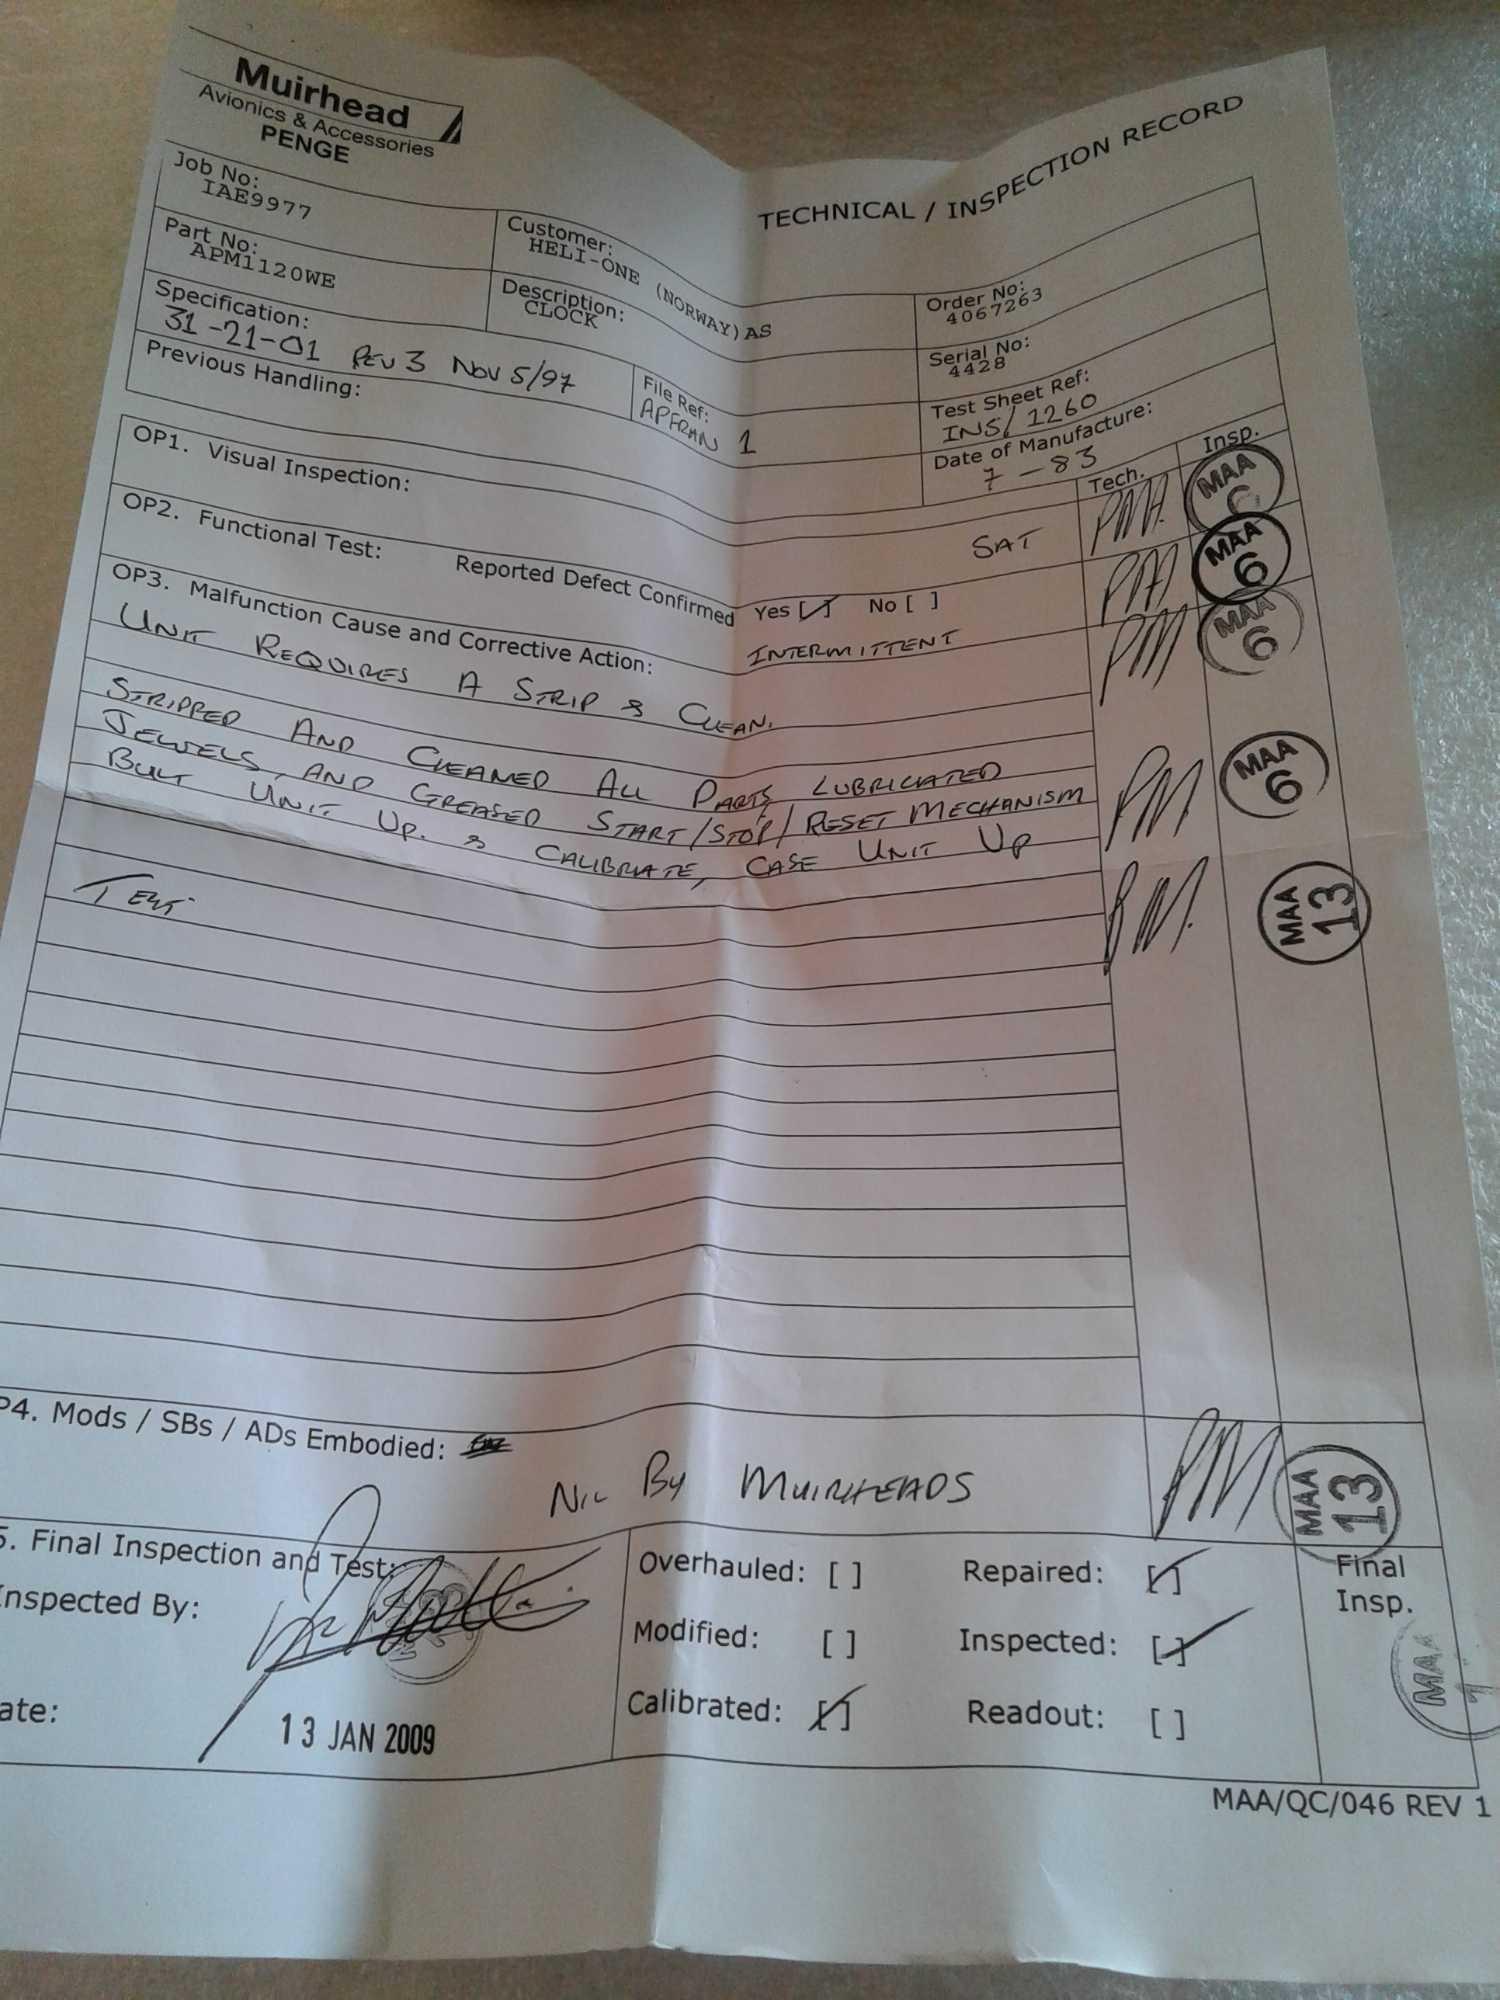 Muirhead
Avionics & Accessories
PENGE
TECHNICAL / INSPECTION RECORD
Job No:
IAE9977
Customer:
HELI-ONE (NORWAY) AS
Order No:
4067263
Part No:
APM1120WE
Description:
CLOCK
Serial No:
4428
Specification:
31-21-01 REV 3 NOV 5/97
File Ref:
APFRAN 1
Test Sheet Ref:
INS/1260
Previous Handling:
Date of Manufacture:
7-83
Tech. Insp.
OP1. Visual Inspection: SAT PMA. MAA 6
OP2. Functional Test: Reported Defect Confirmed Yes [✓] No [ ] PM MAA 6
OP3. Malfunction Cause and Corrective Action: INTERMITTENT PM MAA 6
UNIT REQUIRES A STRIP & CLEAN.
STRIPPED AND CLEANED ALL PARTS, LUBRICATED
JEWELS, AND GREASED START/STOP/RESET MECHANISM PM MAA 6
BUILT UNIT UP. & CALIBRATE, CASE UNIT UP
TEST MAA 13
P4. Mods / SBs / ADs Embodied:
NIL BY MUIRHEADS PM MAA 13
5. Final Inspection and Test:
Inspected By:
ate:
13 JAN 2009
Overhauled: [ ] Repaired: [✓]
Modified: [ ] Inspected: [✓]
Calibrated: [✓] Readout: [ ]
Final
Insp.
MAA
MAA/QC/046 REV 1